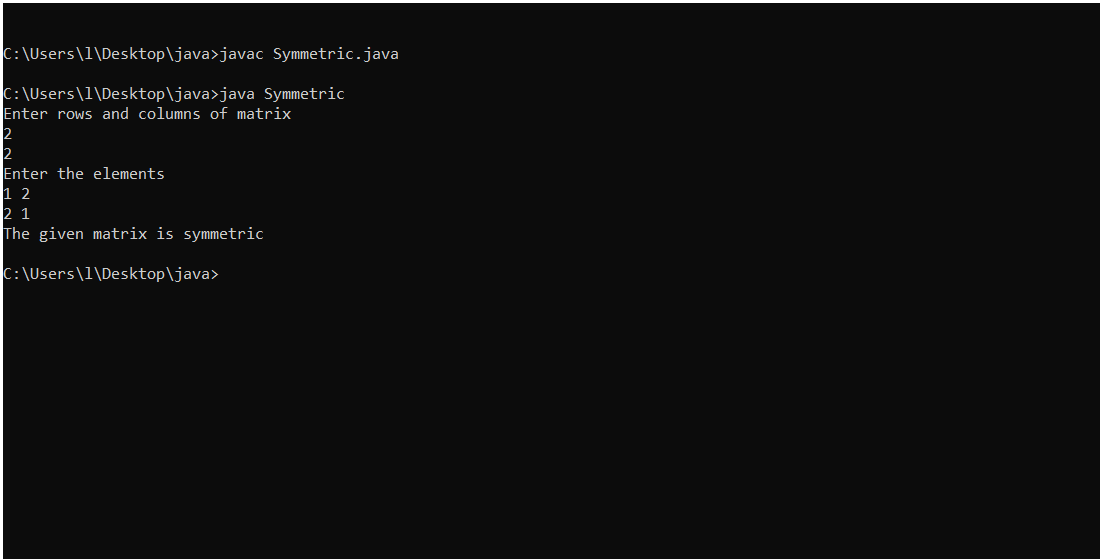 C:\Users\l\Desktop\java>javac Symmetric.java
C:\Users\l\Desktop\java>java Symmetric
Enter rows and columns of matrix
2
2
Enter the elements
1 2
2 1
The given matrix is symmetric
C:\Users\l\Desktop\java>